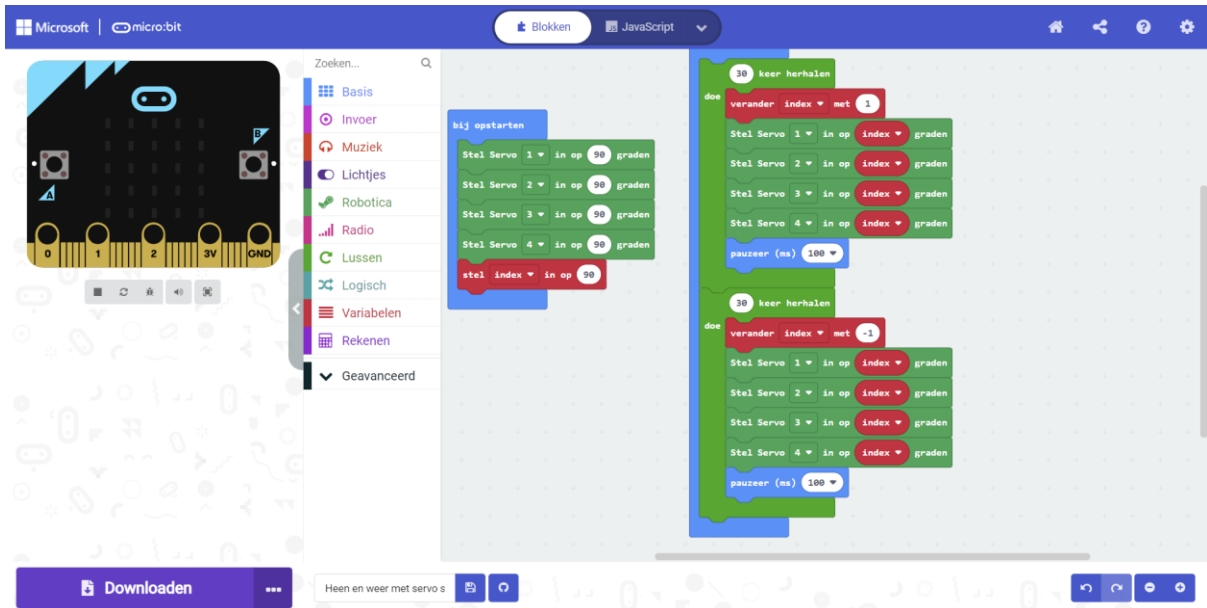 Microsoft micro:bit Blokken JavaScript
Zoeken...
Basis
Invoer
Muziek
Lichtjes
Robotica
Radio
Lussen
Logisch
Variabelen
Rekenen
Geavanceerd
B
A
0 1 2 3V GND
bij opstarten
Stel Servo 1 in op 90 graden
Stel Servo 2 in op 90 graden
Stel Servo 3 in op 90 graden
Stel Servo 4 in op 90 graden
stel index in op 90
30 keer herhalen
doe verander index met 1
Stel Servo 1 in op index graden
Stel Servo 2 in op index graden
Stel Servo 3 in op index graden
Stel Servo 4 in op index graden
pauzeer (ms) 100
30 keer herhalen
doe verander index met -1
Stel Servo 1 in op index graden
Stel Servo 2 in op index graden
Stel Servo 3 in op index graden
Stel Servo 4 in op index graden
pauzeer (ms) 100
Downloaden
Heen en weer met servo s